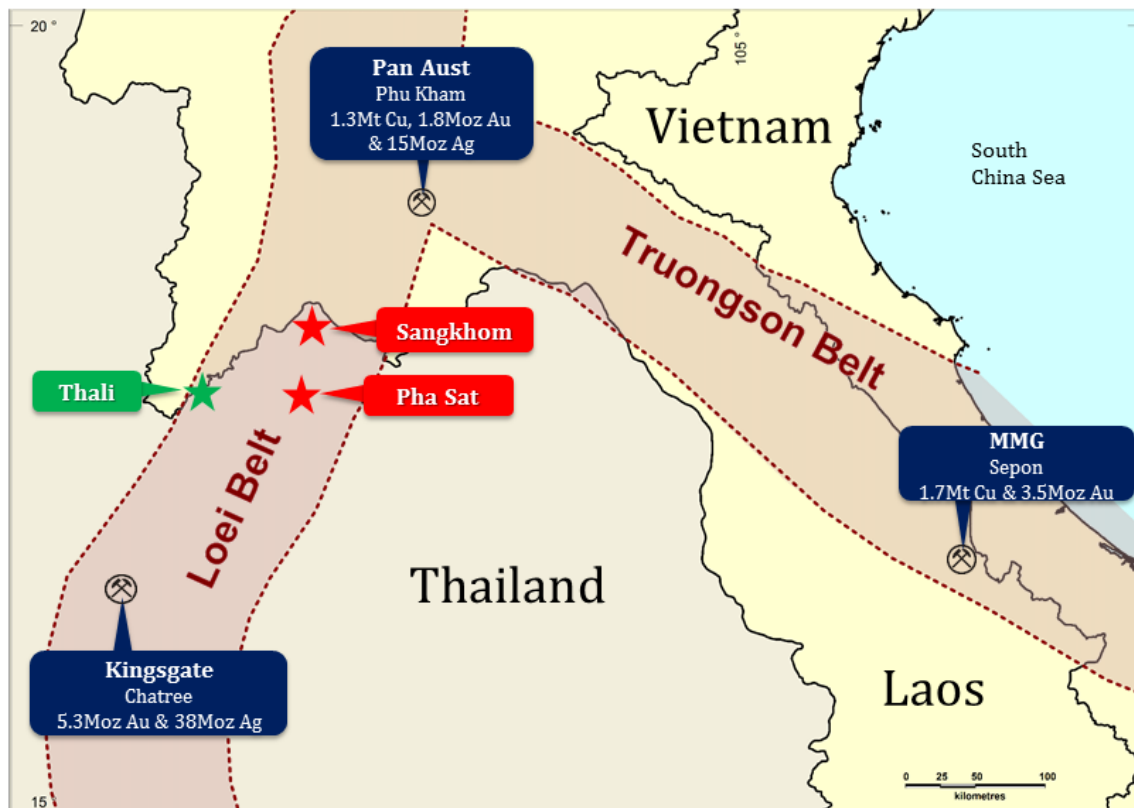 20 °
105 °
Pan Aust
Phu Kham
1.3Mt Cu, 1.8Moz Au
& 15Moz Ag
Vietnam
South
China Sea
Truongson Belt
Sangkhom
Thali
Pha Sat
MMG
Sepon
1.7Mt Cu & 3.5Moz Au
Loei Belt
Thailand
Kingsgate
Chatree
5.3Moz Au & 38Moz Ag
Laos
0 25 50 100
kilometres
15 °